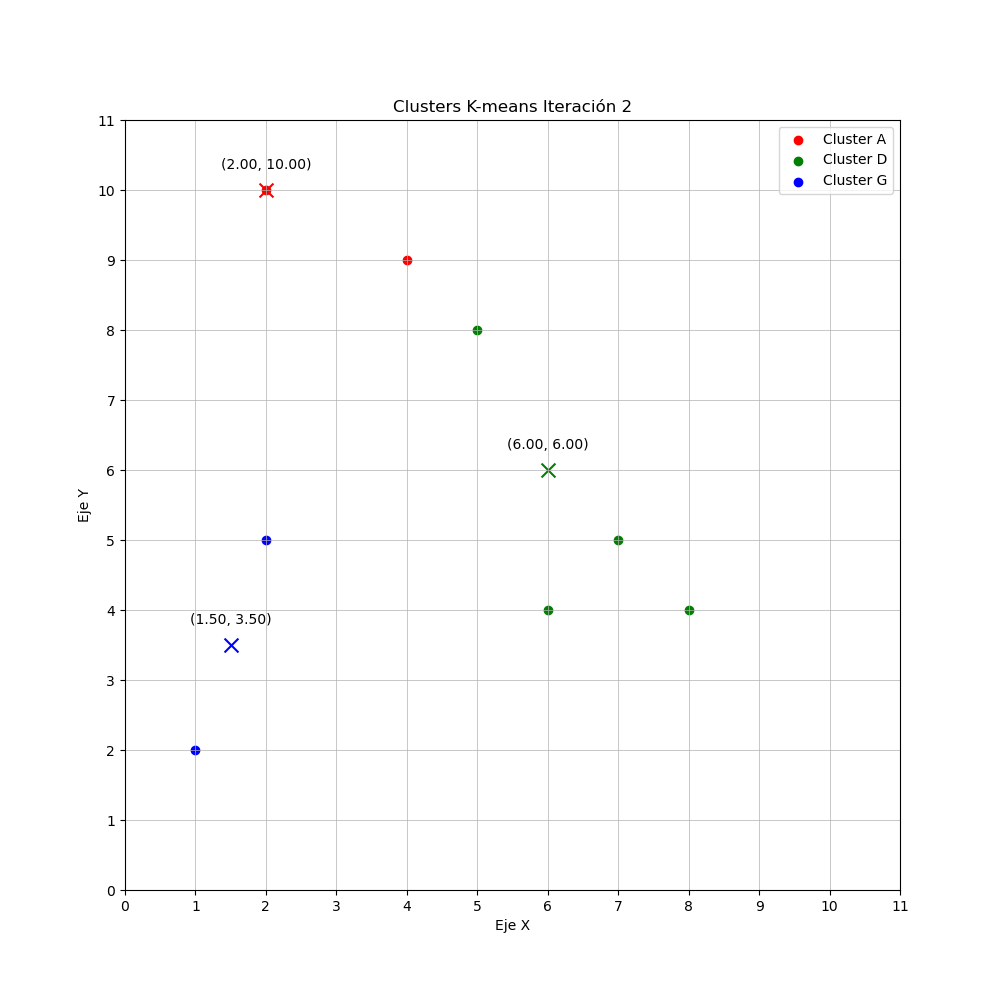 Clusters K-means Iteración 2
Cluster A
Cluster D
Cluster G
(2.00, 10.00)
(6.00, 6.00)
(1.50, 3.50)
Eje Y
11
10
9
8
7
6
5
4
3
2
1
0
0 1 2 3 4 5 6 7 8 9 10 11
Eje X